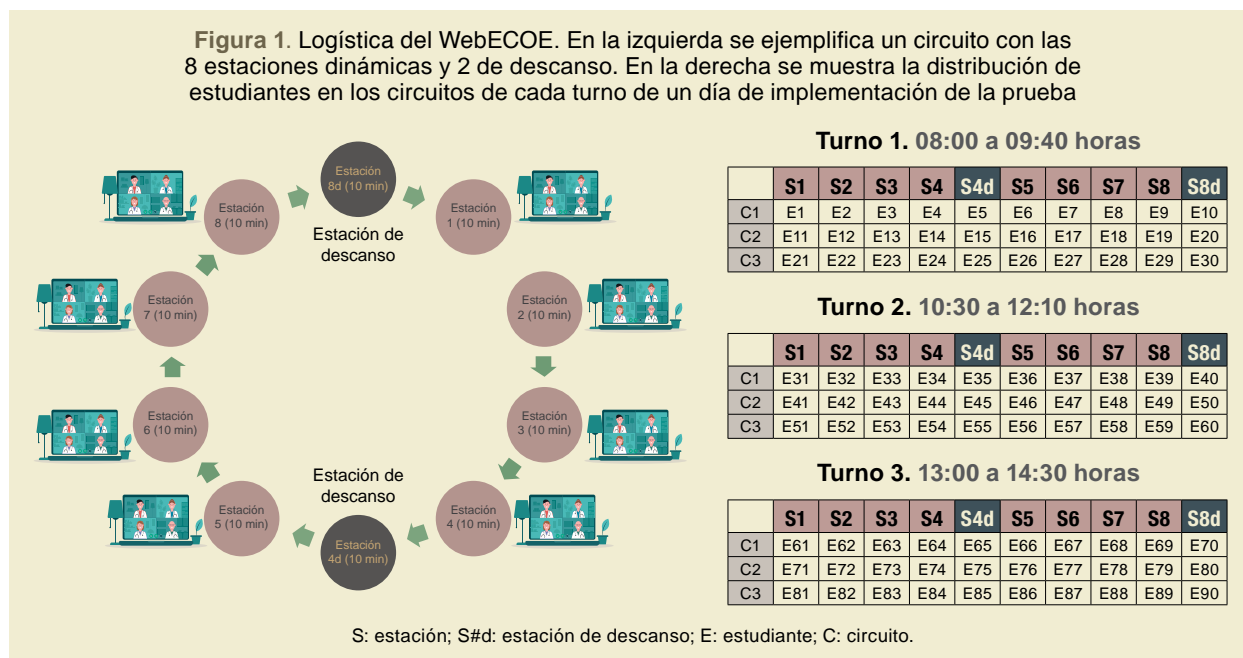 Figura 1. Logística del WebECOE. En la izquierda se ejemplifica un circuito con las
8 estaciones dinámicas y 2 de descanso. En la derecha se muestra la distribución de
estudiantes en los circuitos de cada turno de un día de implementación de la prueba
Estación
8d (10 min)
Estación de
descanso
Estación
1 (10 min)
Estación
2 (10 min)
Estación
3 (10 min)
Estación
4 (10 min)
Estación de
descanso
Estación
4d (10 min)
Estación
5 (10 min)
Estación
6 (10 min)
Estación
7 (10 min)
Estación
8 (10 min)
Turno 1. 08:00 a 09:40 horas
S1 S2 S3 S4 S4d S5 S6 S7 S8 S8d
C1 E1 E2 E3 E4 E5 E6 E7 E8 E9 E10
C2 E11 E12 E13 E14 E15 E16 E17 E18 E19 E20
C3 E21 E22 E23 E24 E25 E26 E27 E28 E29 E30
Turno 2. 10:30 a 12:10 horas
S1 S2 S3 S4 S4d S5 S6 S7 S8 S8d
C1 E31 E32 E33 E34 E35 E36 E37 E38 E39 E40
C2 E41 E42 E43 E44 E45 E46 E47 E48 E49 E50
C3 E51 E52 E53 E54 E55 E56 E57 E58 E59 E60
Turno 3. 13:00 a 14:30 horas
S1 S2 S3 S4 S4d S5 S6 S7 S8 S8d
C1 E61 E62 E63 E64 E65 E66 E67 E68 E69 E70
C2 E71 E72 E73 E74 E75 E76 E77 E78 E79 E80
C3 E81 E82 E83 E84 E85 E86 E87 E88 E89 E90
S: estación; S#d: estación de descanso; E: estudiante; C: circuito.